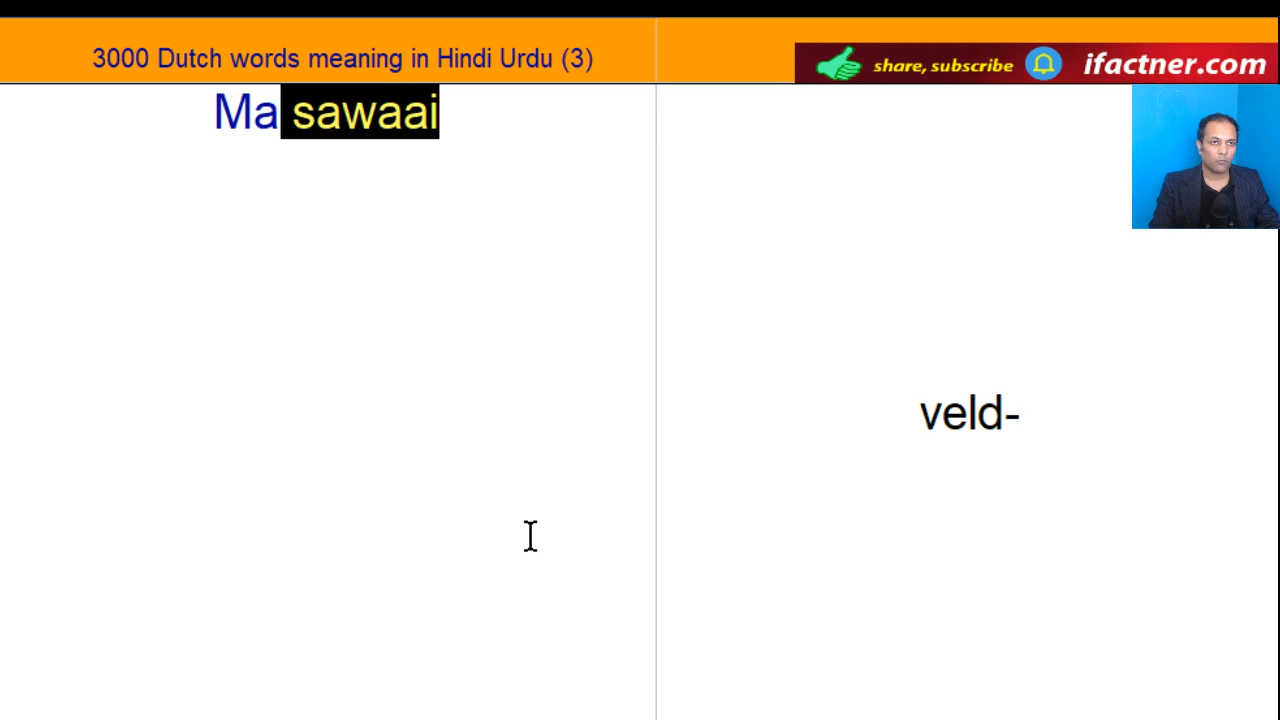 3000 Dutch words meaning in Hindi Urdu (3)
share, subscribe
ifactner.com
Ma sawaai
veld-